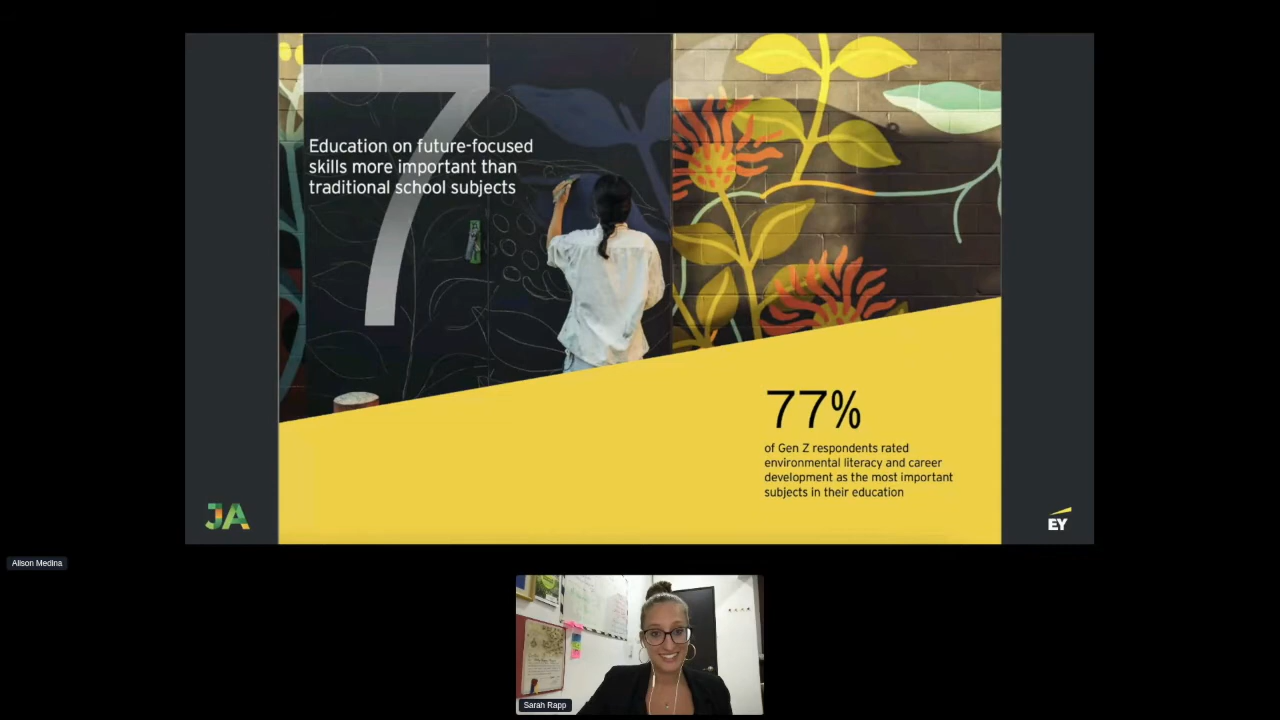 7
Education on future-focused
skills more important than
traditional school subjects
77%
of Gen Z respondents rated
environmental literacy and career
development as the most important
subjects in their education
JA
EY
Alison Medina
Sarah Rapp